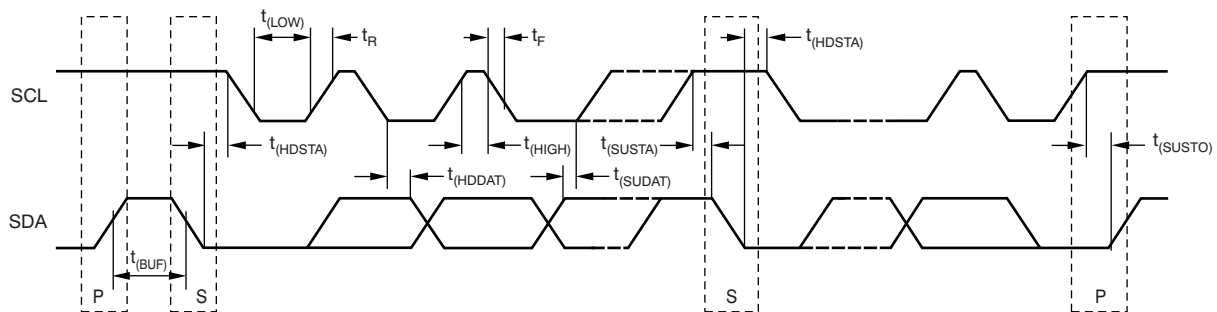 t(LOW)
tR
tF
t(HDSTA)
SCL
t(HDSTA)
t(HIGH)
t(SUSTA)
t(SUSTO)
t(HDDAT)
t(SUDAT)
SDA
t(BUF)
P
S
S
P